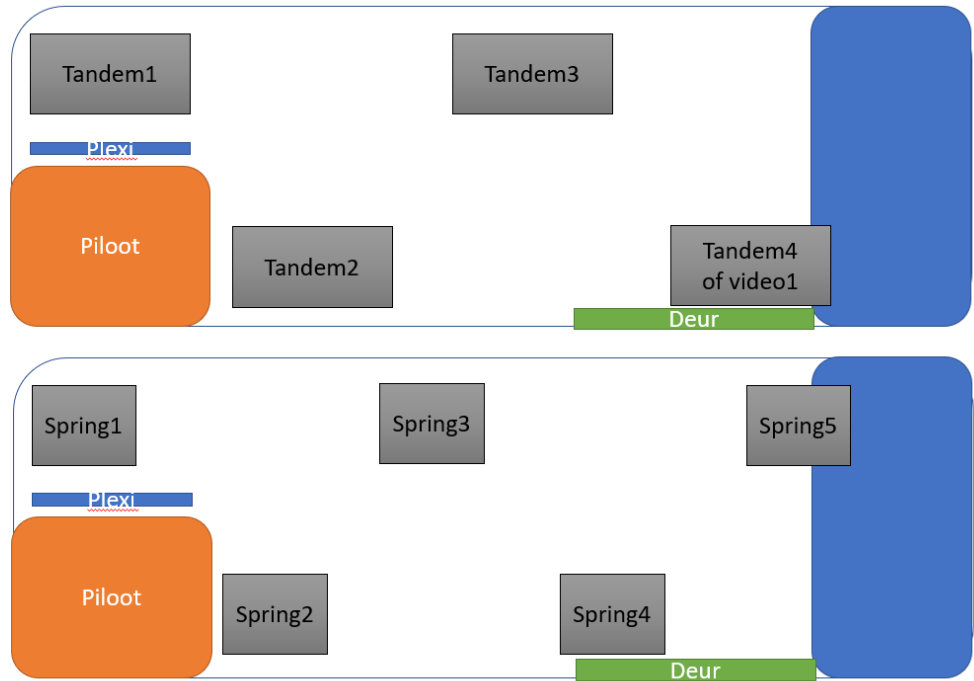 Tandem1
Tandem3
Plexi
Piloot
Tandem2
Tandem4
of video1
Deur
Spring1
Spring3
Spring5
Plexi
Piloot
Spring2
Spring4
Deur